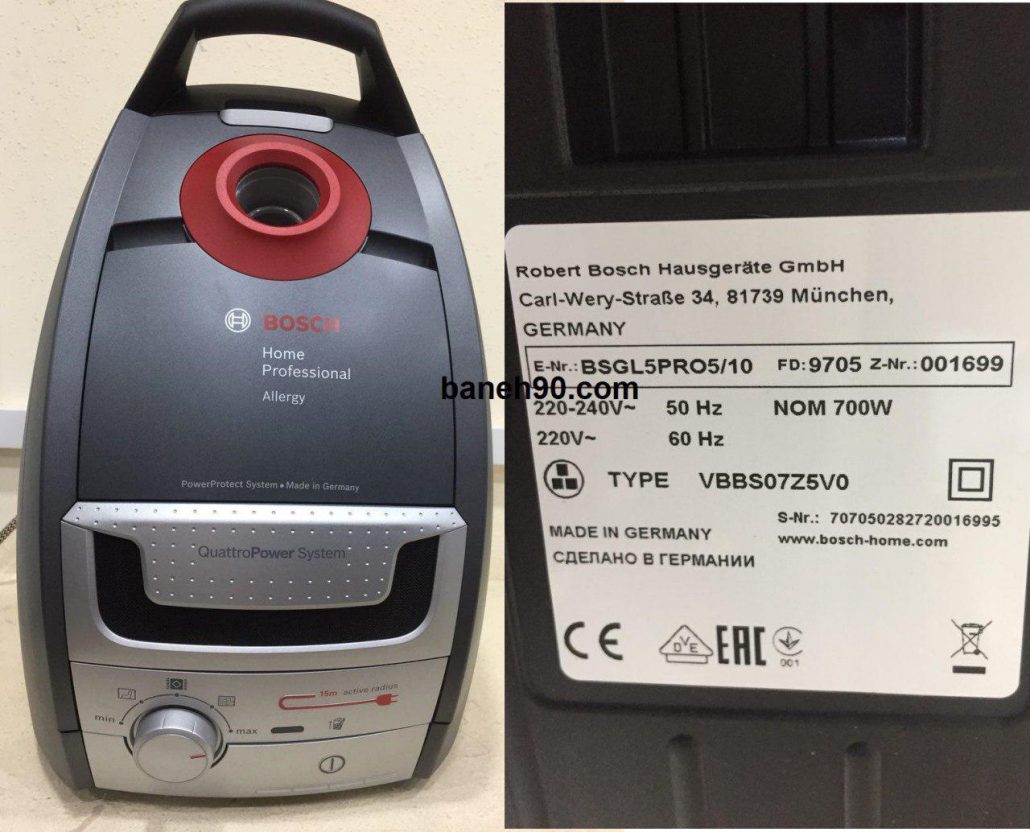 BOSCH
Home
Professional
Allergy
PowerProtect System • Made in Germany
QuattroPower System
min
max
15m active radius
baneh90.com
Robert Bosch Hausgeräte GmbH
Carl-Wery-Straße 34, 81739 München,
GERMANY
E-Nr.: BSGL5PRO5/10 FD: 9705 Z-Nr.: 001699
220-240V~ 50 Hz NOM 700W
220V~ 60 Hz
TYPE VBBS07Z5V0
S-Nr.: 707050282720016995
MADE IN GERMANY www.bosch-home.com
СДЕЛАНО В ГЕРМАНИИ
CE DVE EAC 001